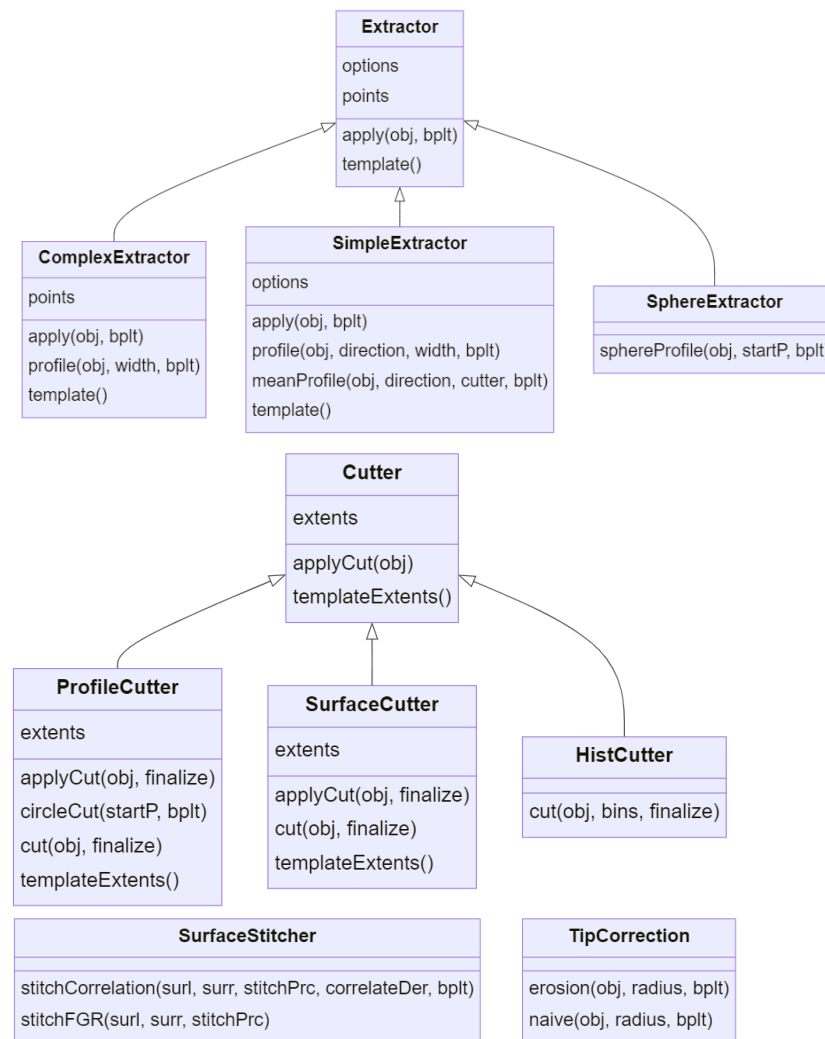 Extractor
options
points
apply(obj, bplt)
template()
ComplexExtractor
points
apply(obj, bplt)
profile(obj, width, bplt)
template()
SimpleExtractor
options
apply(obj, bplt)
profile(obj, direction, width, bplt)
meanProfile(obj, direction, cutter, bplt)
template()
SphereExtractor
sphereProfile(obj, startP, bplt
Cutter
extents
applyCut(obj)
templateExtents()
ProfileCutter
extents
applyCut(obj, finalize)
circleCut(startP, bplt)
cut(obj, finalize)
templateExtents()
SurfaceCutter
extents
applyCut(obj, finalize)
cut(obj, finalize)
templateExtents()
HistCutter
cut(obj, bins, finalize)
SurfaceStitcher
stitchCorrelation(surl, surr, stitchPrc, correlateDer, bplt)
stitchFGR(surl, surr, stitchPrc)
TipCorrection
erosion(obj, radius, bplt)
naive(obj, radius, bplt)